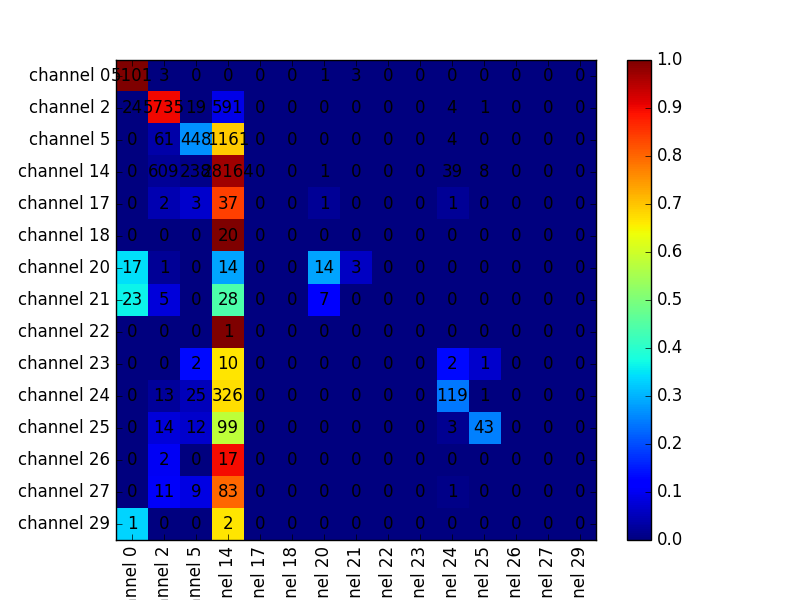 channel 0 5101 3 0 0 0 0 1 3 0 0 0 0 0 0 0
channel 2 24 5735 19 591 0 0 0 0 0 0 4 1 0 0 0
channel 5 0 61 448 1161 0 0 0 0 0 0 4 0 0 0 0
channel 14 0 609 238 28164 0 0 1 0 0 0 39 8 0 0 0
channel 17 0 2 3 37 0 0 1 0 0 0 1 0 0 0 0
channel 18 0 0 0 20 0 0 0 0 0 0 0 0 0 0 0
channel 20 17 1 0 14 0 0 14 3 0 0 0 0 0 0 0
channel 21 23 5 0 28 0 0 7 0 0 0 0 0 0 0 0
channel 22 0 0 0 1 0 0 0 0 0 0 0 0 0 0 0
channel 23 0 0 2 10 0 0 0 0 0 0 2 1 0 0 0
channel 24 0 13 25 326 0 0 0 0 0 0 119 1 0 0 0
channel 25 0 14 12 99 0 0 0 0 0 0 3 43 0 0 0
channel 26 0 2 0 17 0 0 0 0 0 0 0 0 0 0 0
channel 27 0 11 9 83 0 0 0 0 0 0 1 0 0 0 0
channel 29 1 0 0 2 0 0 0 0 0 0 0 0 0 0 0
nnel 0
nnel 2
nnel 5
nel 14
nel 17
nel 18
nel 20
nel 21
nel 22
nel 23
nel 24
nel 25
nel 26
nel 27
nel 29
1.0
0.9
0.8
0.7
0.6
0.5
0.4
0.3
0.2
0.1
0.0